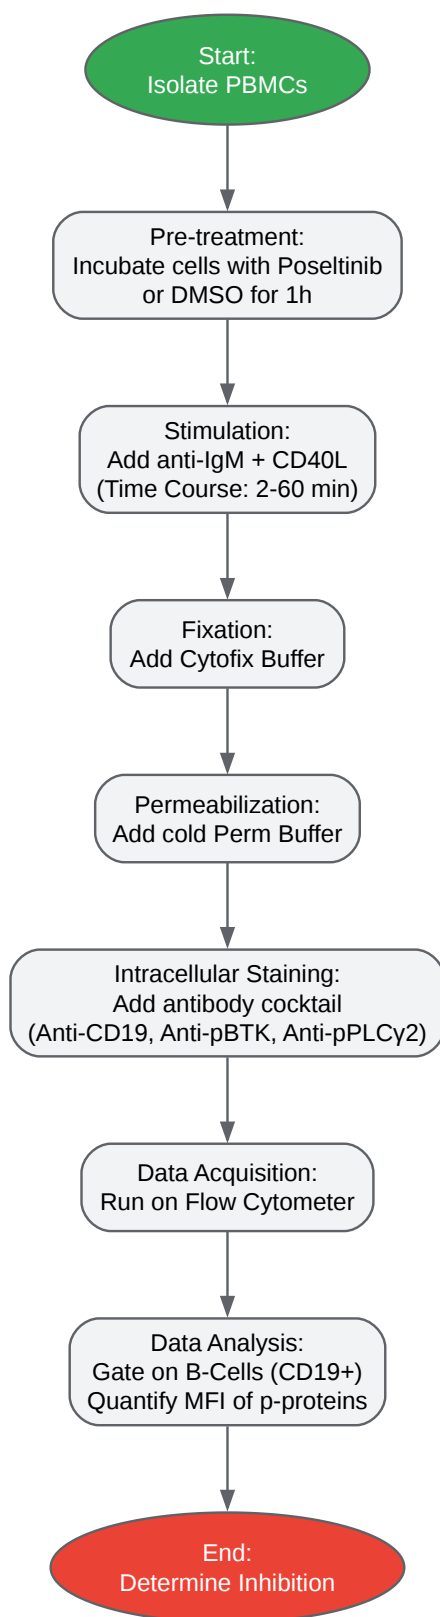 Start:
Isolate PBMCs
Pre-treatment:
Incubate cells with Poseltinib
or DMSO for 1h
Stimulation:
Add anti-IgM + CD40L
(Time Course: 2-60 min)
Fixation:
Add Cytofix Buffer
Permeabilization:
Add cold Perm Buffer
Intracellular Staining:
Add antibody cocktail
(Anti-CD19, Anti-pBTK, Anti-pPLCγ2)
Data Acquisition:
Run on Flow Cytometer
Data Analysis:
Gate on B-Cells (CD19+)
Quantify MFI of p-proteins
End:
Determine Inhibition